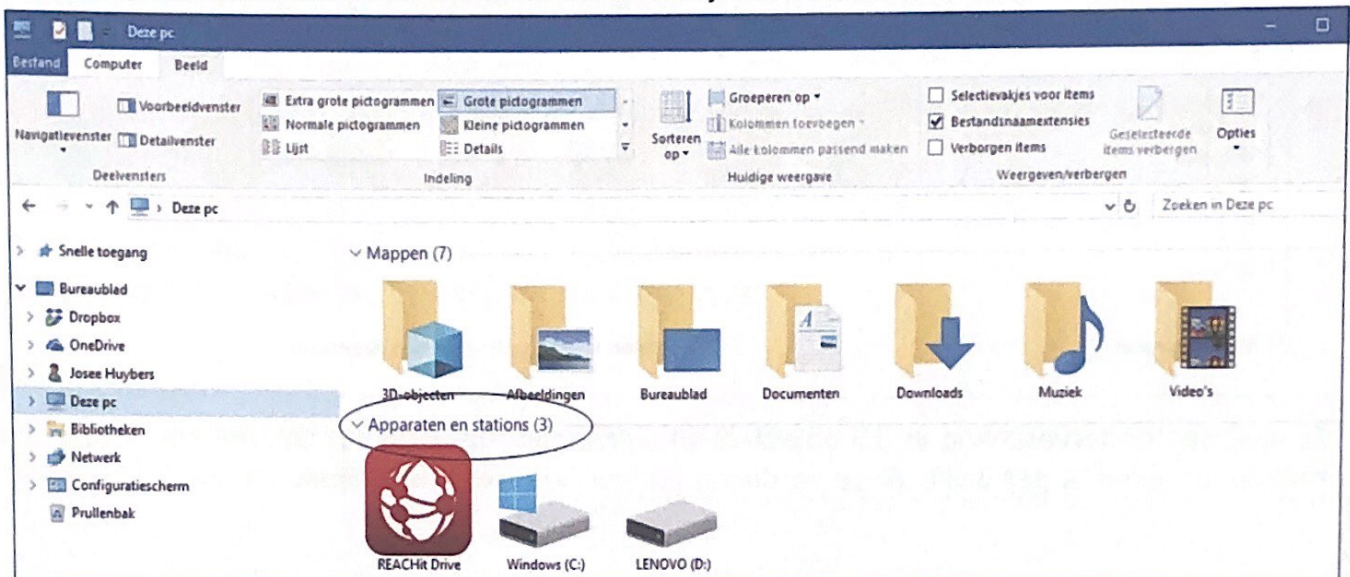 Deze pc
Bestand Computer Beeld
Navigatievenster
Voorbeeldvenster
Detailvenster
Deelvensters
Extra grote pictogrammen
Grote pictogrammen
Normale pictogrammen
Kleine pictogrammen
Lijst
Details
Indeling
Sorteren op
Groeperen op
Kolommen toevoegen
Alle kolommen passend maken
Huidige weergave
Selectievakjes voor items
Bestandsnaamextensies
Verborgen items
Geselecteerde items verbergen
Weergeven/verbergen
Opties
Deze pc
Zoeken in Deze pc
Snelle toegang
Bureaublad
Dropbox
OneDrive
Josee Huybers
Deze pc
Bibliotheken
Netwerk
Configuratiescherm
Prullenbak
Mappen (7)
3D-objecten
Afbeeldingen
Bureaublad
Documenten
Downloads
Muziek
Video's
Apparaten en stations (3)
REACHit Drive
Windows (C:)
LENOVO (D:)